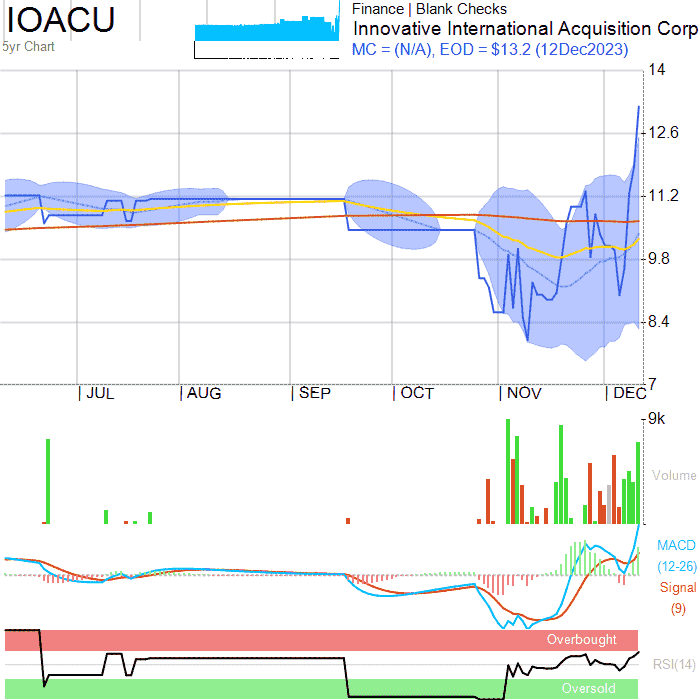 IOACU
5yr Chart
Finance | Blank Checks
Innovative International Acquisition Corp
MC = (N/A), EOD = $13.2 (12Dec2023)
14
12.6
11.2
9.8
8.4
7
| JUL | AUG | SEP | OCT | NOV | DEC
9k
Volume
MACD
(12-26)
Signal
(9)
Overbought
RSI(14)
Oversold